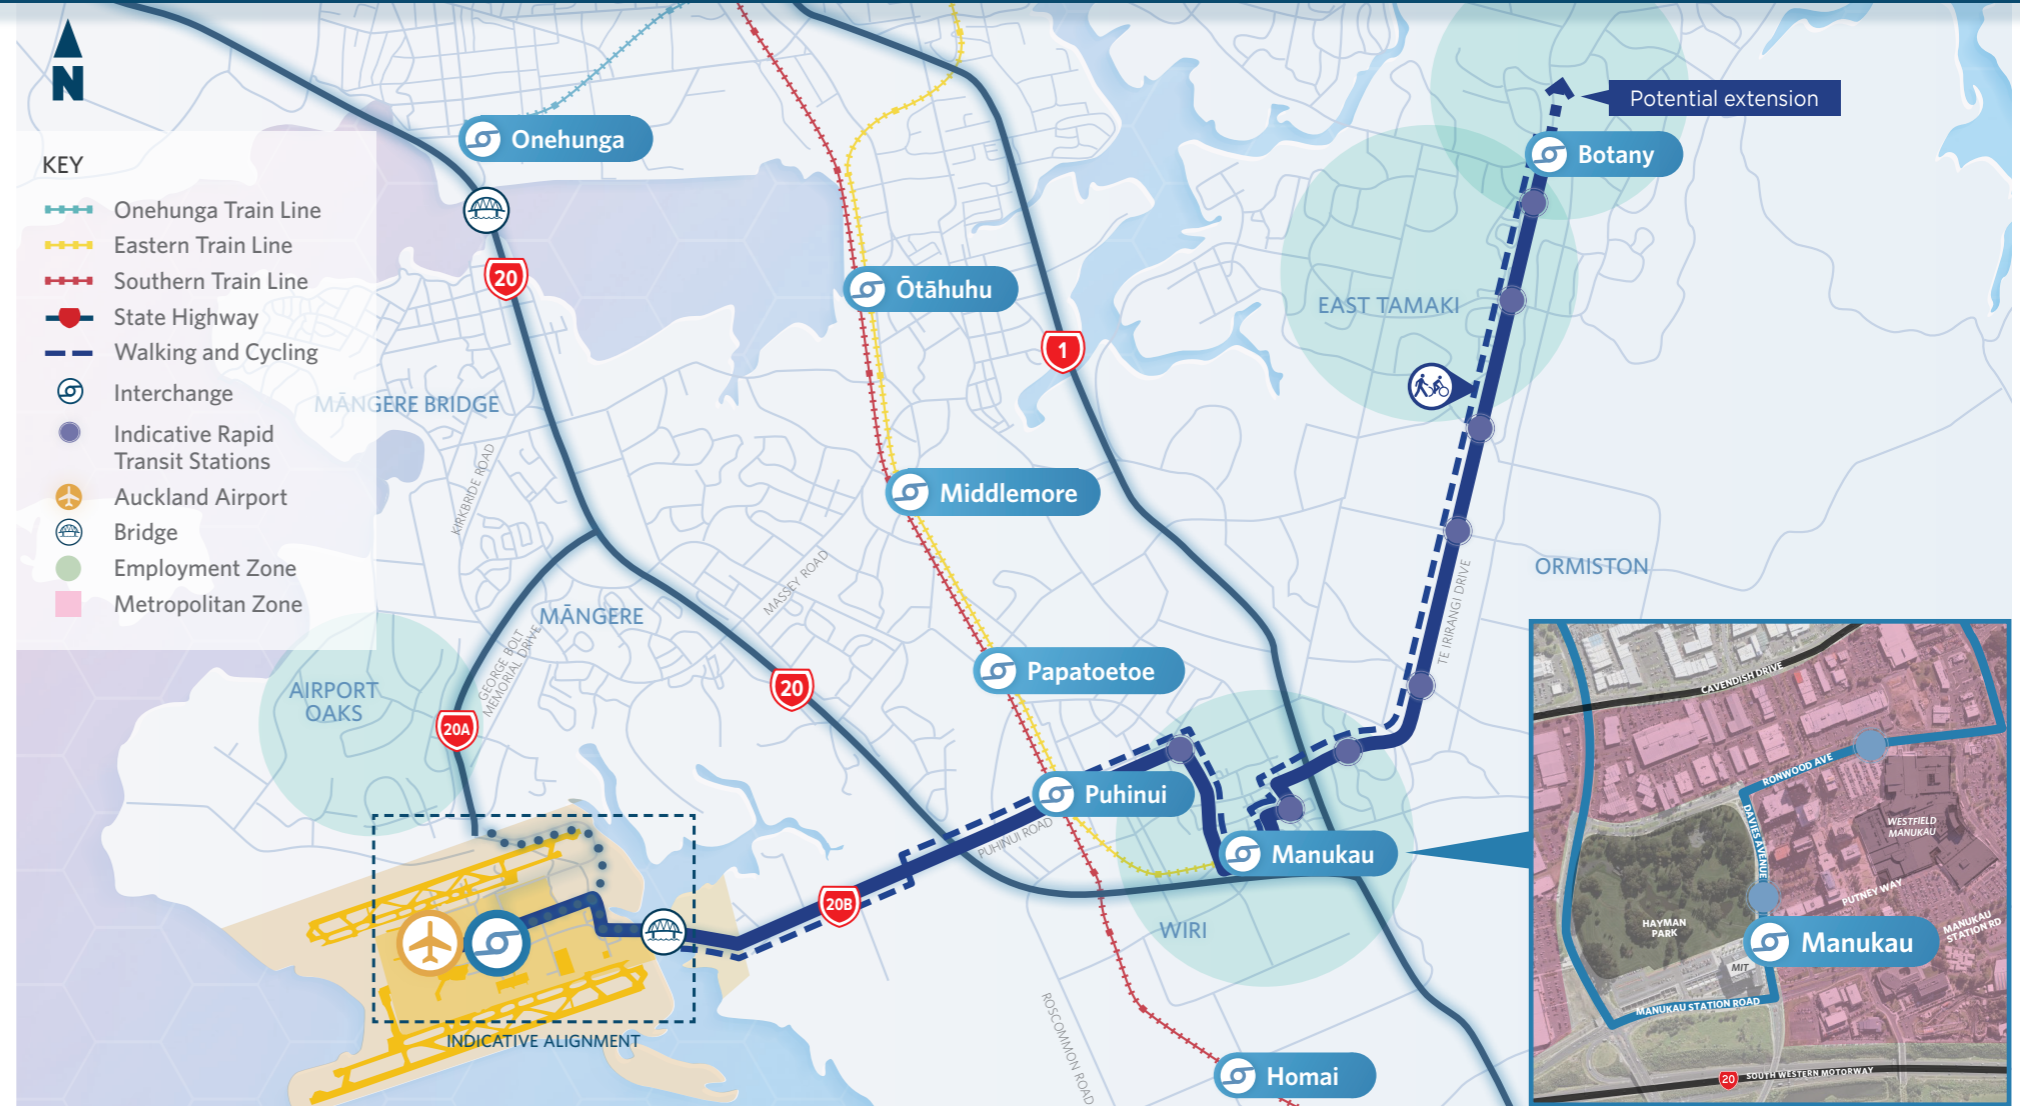 N
Potential extension
Onehunga
Botany
KEY
Onehunga Train Line
Eastern Train Line
Southern Train Line
State Highway
Walking and Cycling
Interchange
Indicative Rapid
Transit Stations
Auckland Airport
Bridge
Employment Zone
Metropolitan Zone
20
Ōtāhuhu
EAST TAMAKI
1
MĀNGERE BRIDGE
KIRKBRIDE ROAD
Middlemore
MASSEY ROAD
ORMISTON
TE IRIRANGI DRIVE
MĀNGERE
GEORGE BOLT
MEMORIAL DRIVE
AIRPORT
OAKS
20A
20
Papatoetoe
Puhinui
PUHINUI ROAD
Manukau
20B
WIRI
INDICATIVE ALIGNMENT
ROSCOMMON ROAD
Homai
CAVENDISH DRIVE
RONWOOD AVE
DAVIES AVENUE
WESTFIELD
MANUKAU
PUTNEY WAY
HAYMAN
PARK
MANUKAU
STATION RD
Manukau
MIT
MANUKAU STATION ROAD
20
SOUTH WESTERN MOTORWAY